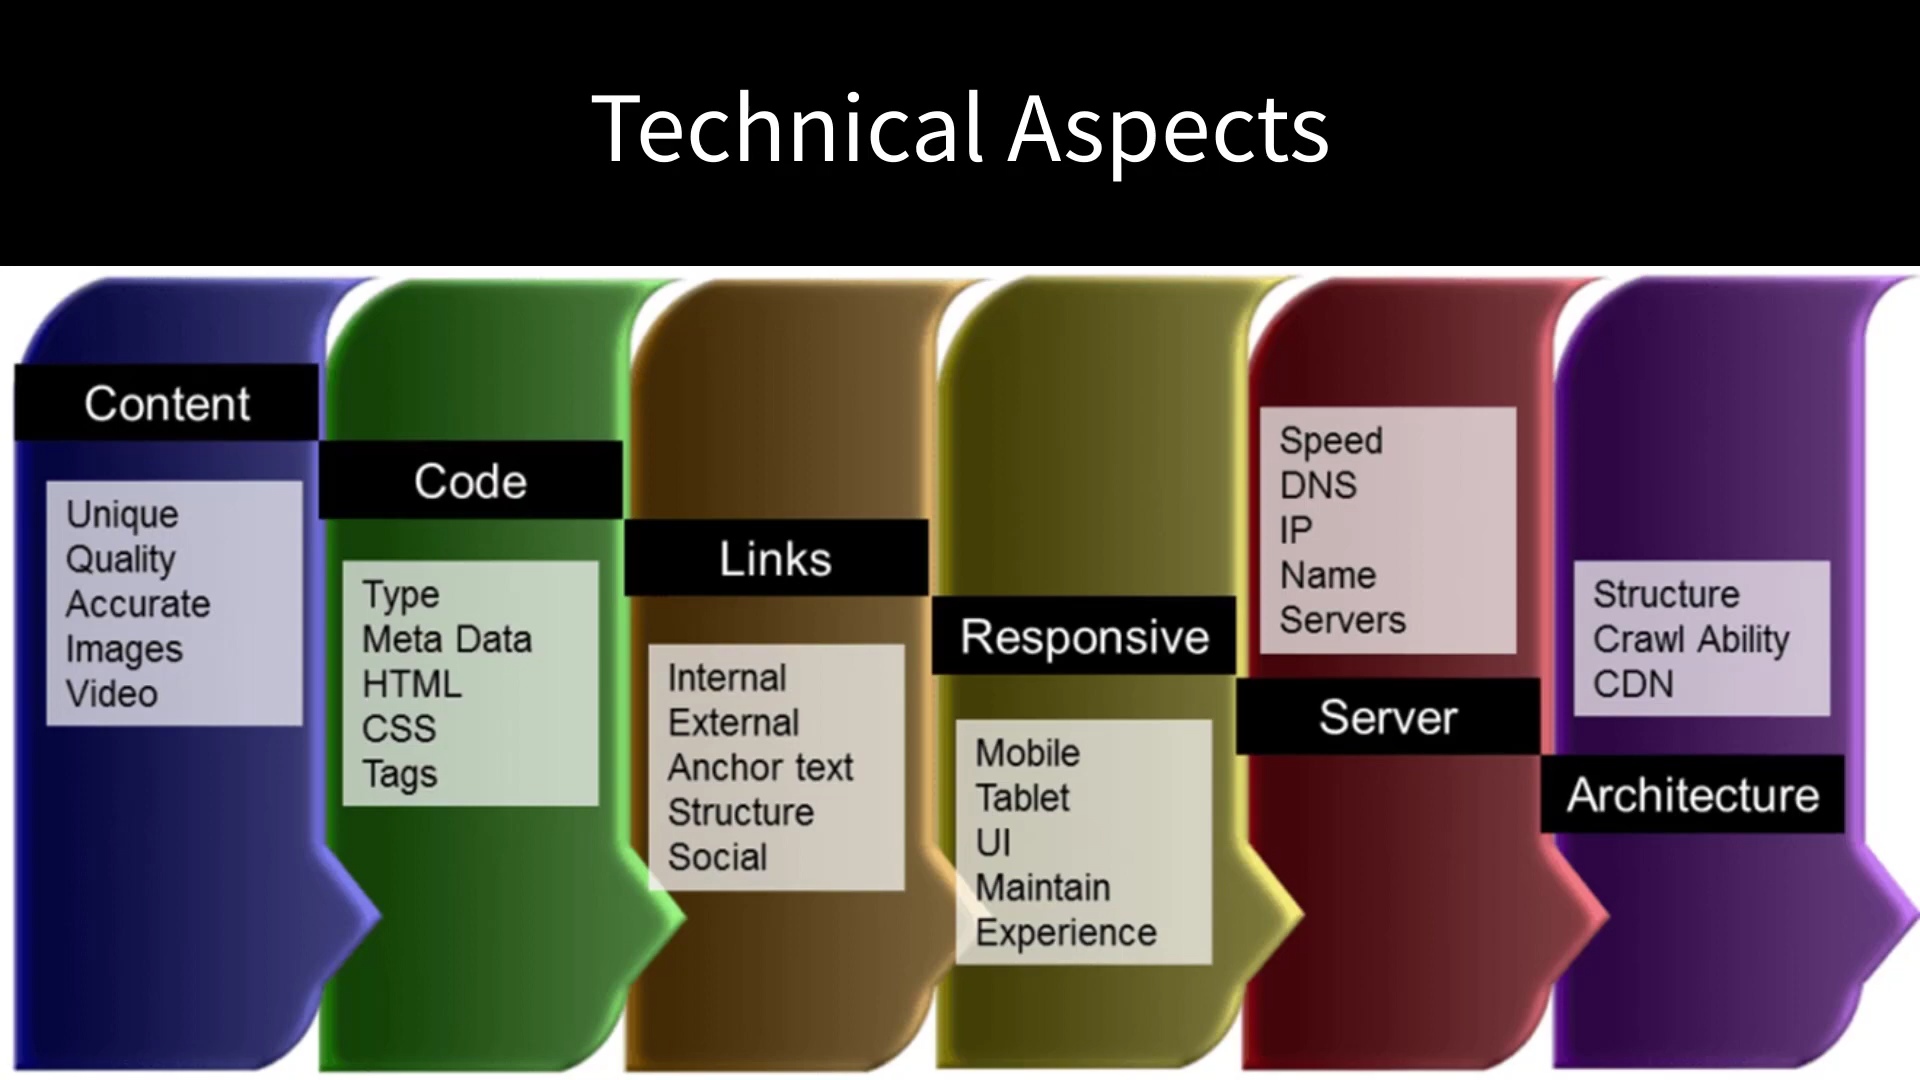 Technical Aspects
Content
Unique
Quality
Accurate
Images
Video
Code
Type
Meta Data
HTML
CSS
Tags
Links
Internal
External
Anchor text
Structure
Social
Responsive
Mobile
Tablet
UI
Maintain
Experience
Speed
DNS
IP
Name
Servers
Server
Structure
Crawl Ability
CDN
Architecture